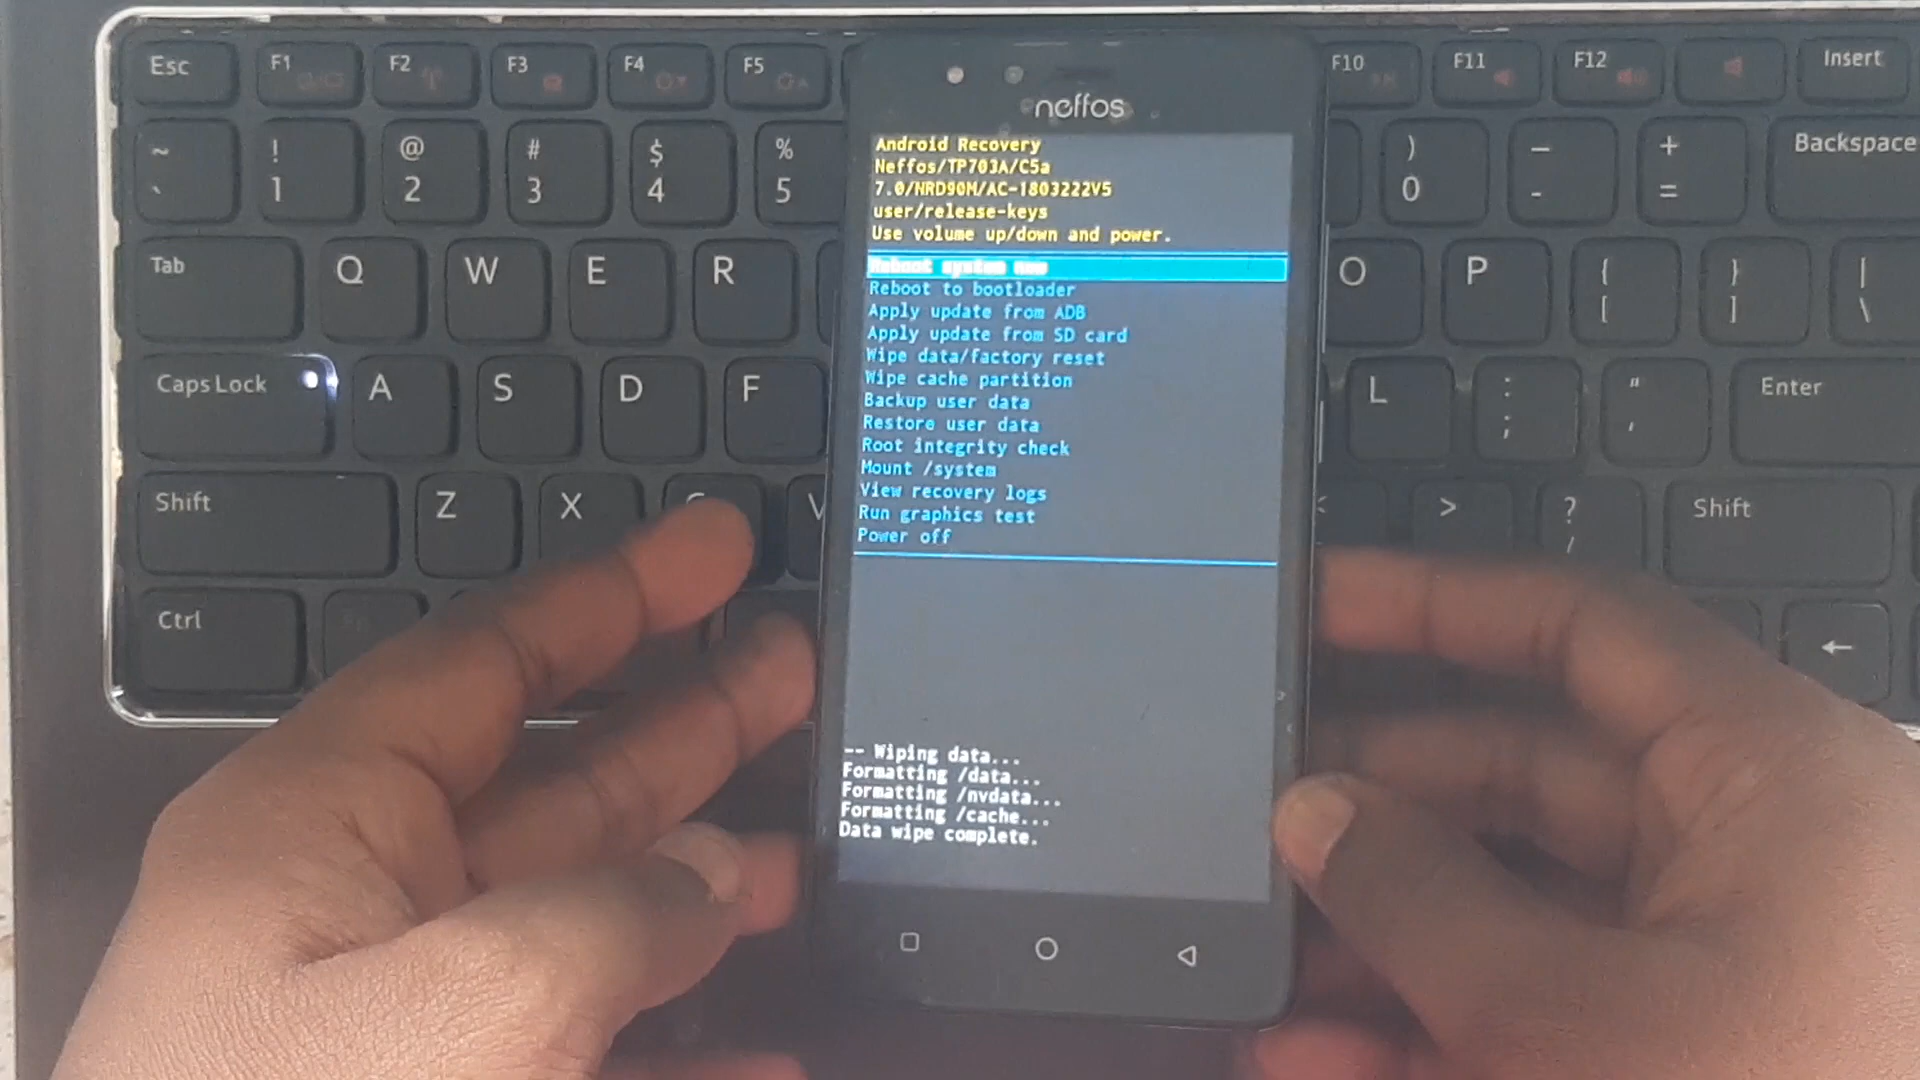 Esc F1 F2 F3 F4 F5 F10 F11 F12 Insert
~ ! @ # $ % ) — + Backspace
` 1 2 3 4 5 0 - =
Tab Q W E R O P { } |
[ ] \
Caps Lock A S D F L : " Enter
; '
Shift Z X V < > ? Shift
/
Ctrl ←
neffos
Android Recovery
Neffos/TP703A/C5a
7.0/NRD90M/AC-1803222V5
user/release-keys
Use volume up/down and power.
Reboot system now
Reboot to bootloader
Apply update from ADB
Apply update from SD card
Wipe data/factory reset
Wipe cache partition
Backup user data
Restore user data
Root integrity check
Mount /system
View recovery logs
Run graphics test
Power off
-- Wiping data...
Formatting /data...
Formatting /nvdata...
Formatting /cache...
Data wipe complete.